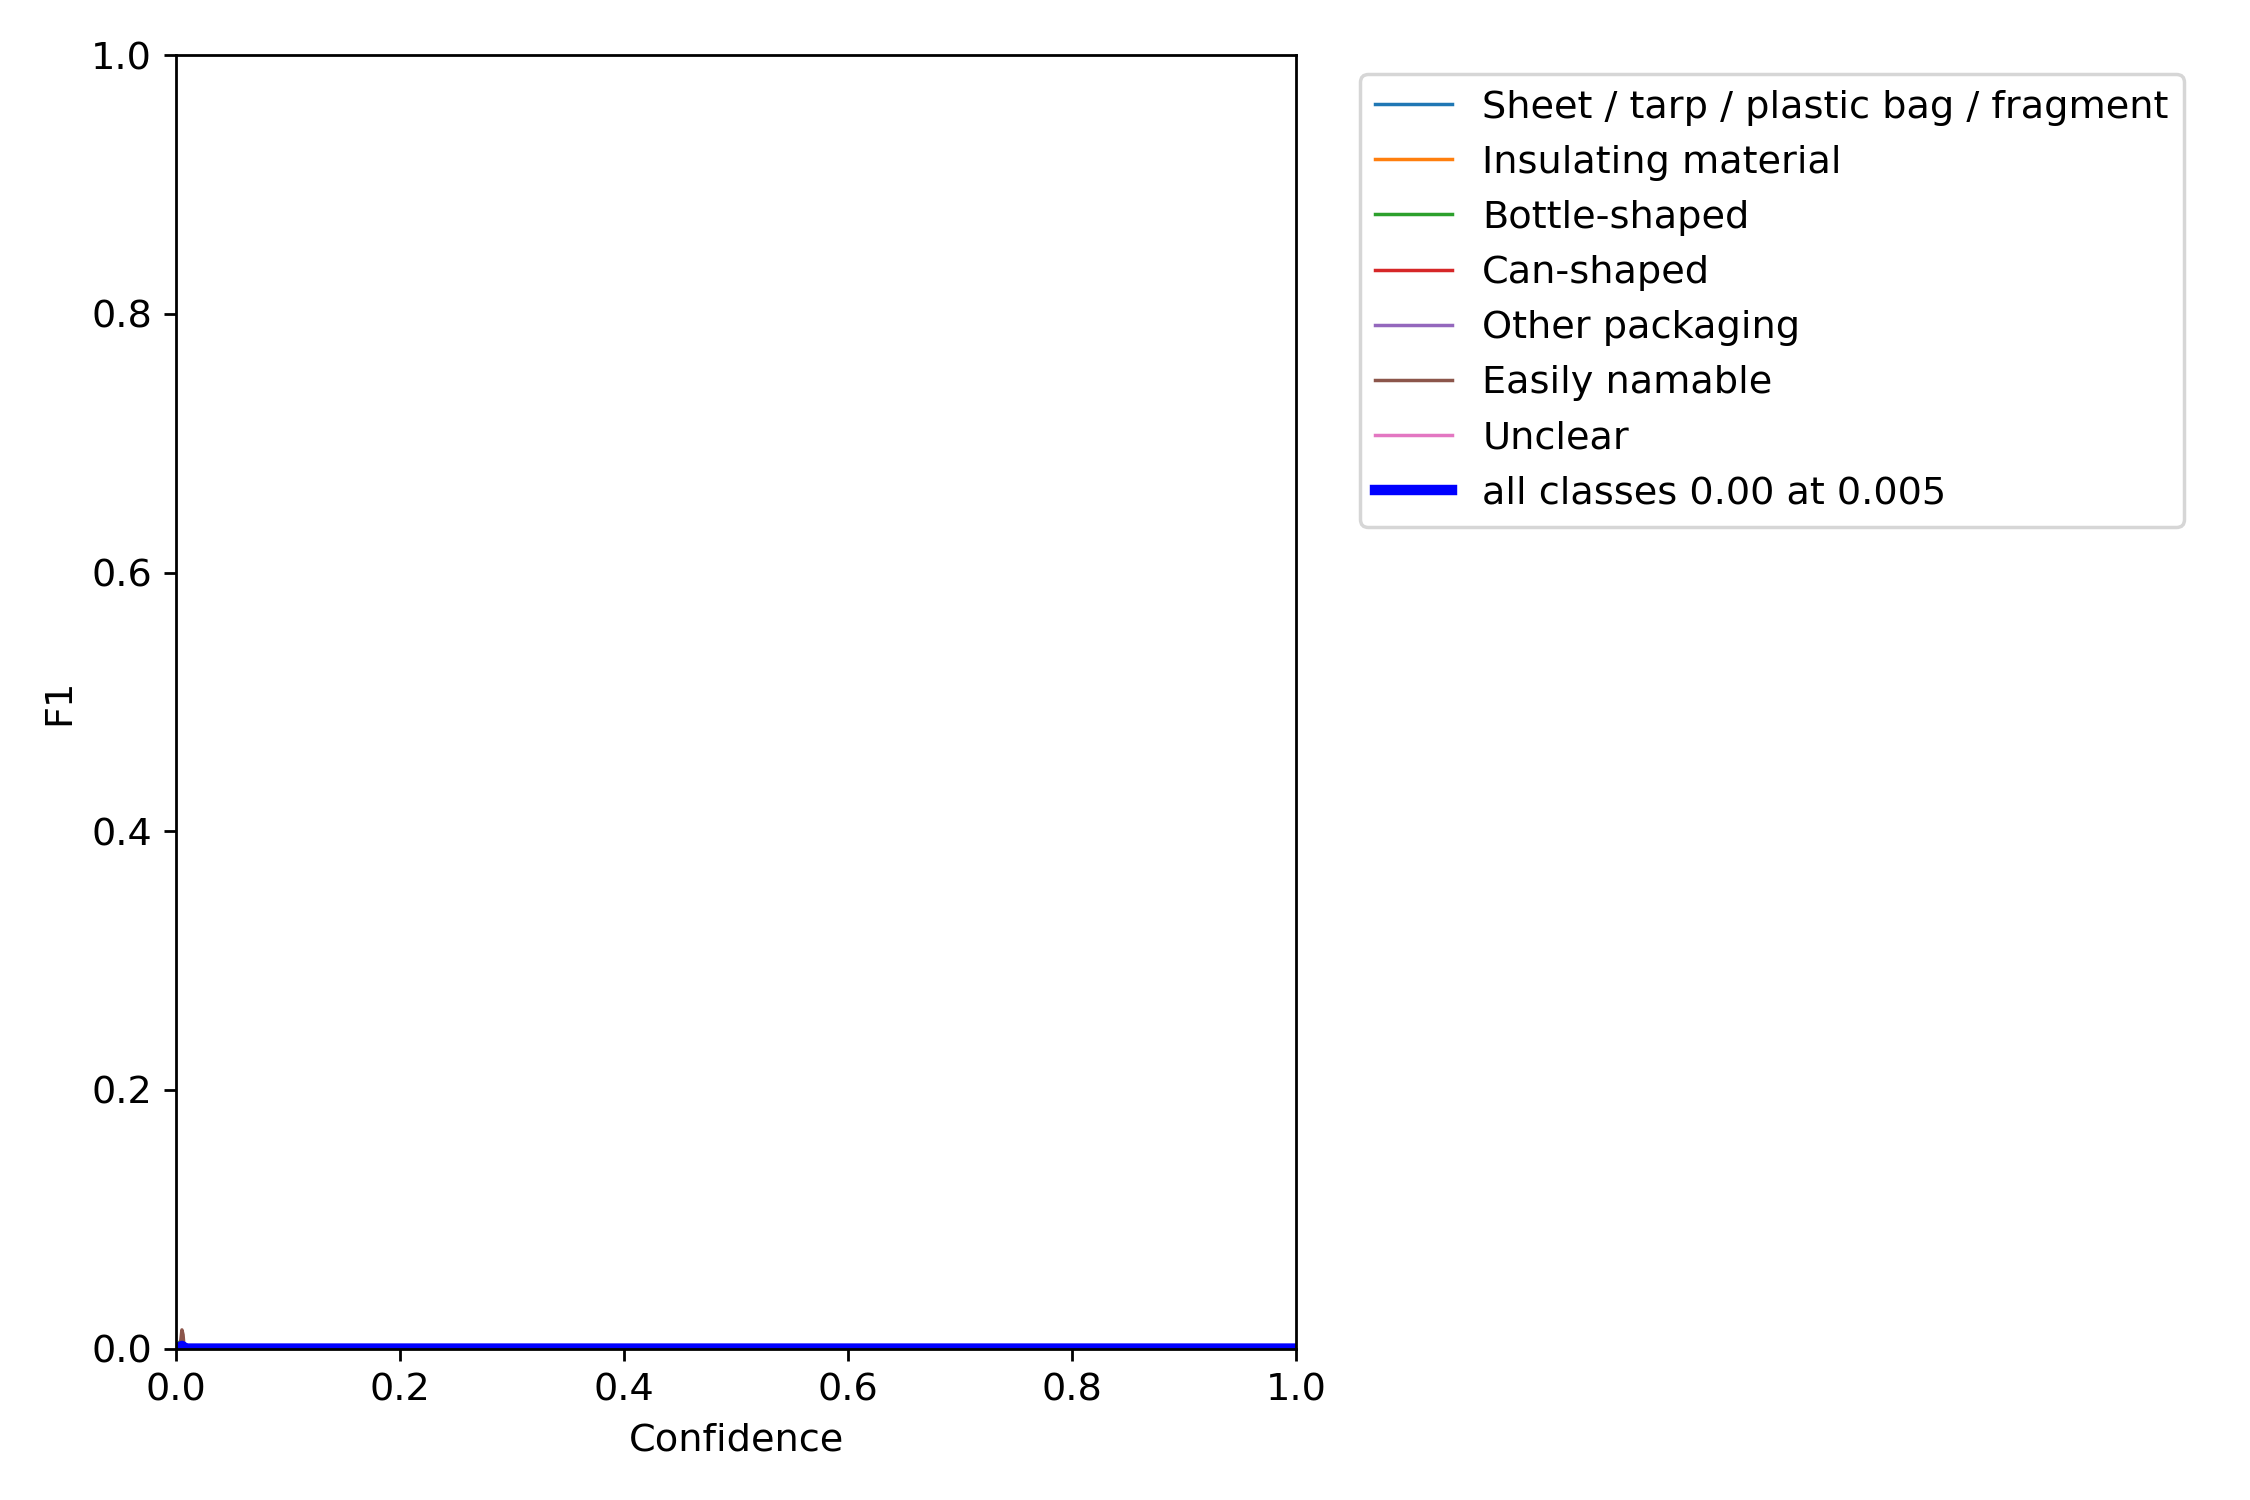 1.0
0.8
0.6
0.4
0.2
0.0
F1
0.0 0.2 0.4 0.6 0.8 1.0
Confidence
Sheet / tarp / plastic bag / fragment
Insulating material
Bottle-shaped
Can-shaped
Other packaging
Easily namable
Unclear
all classes 0.00 at 0.005